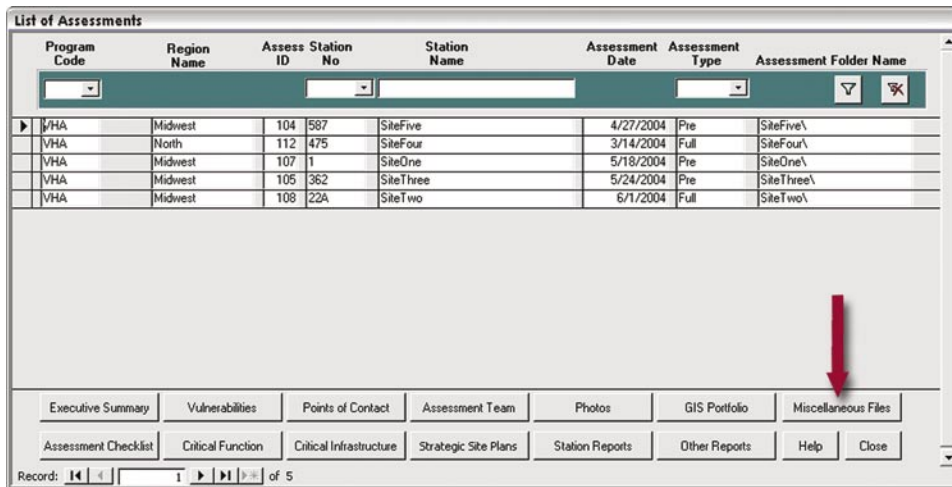 List of Assessments
Program Code Region Name Assess ID Station No Station Name Assessment Date Assessment Type Assessment Folder Name
VHA Midwest 104 587 SiteFive 4/27/2004 Pre SiteFive\
VHA North 112 475 SiteFour 3/14/2004 Full SiteFour\
VHA Midwest 107 1 SiteOne 5/18/2004 Pre SiteOne\
VHA Midwest 105 362 SiteThree 5/24/2004 Pre SiteThree\
VHA Midwest 108 22A SiteTwo 6/1/2004 Full SiteTwo\
Executive Summary Vulnerabilities Points of Contact Assessment Team Photos GIS Portfolio Miscellaneous Files
Assessment Checklist Critical Function Critical Infrastructure Strategic Site Plans Station Reports Other Reports Help Close
Record: 1 of 5